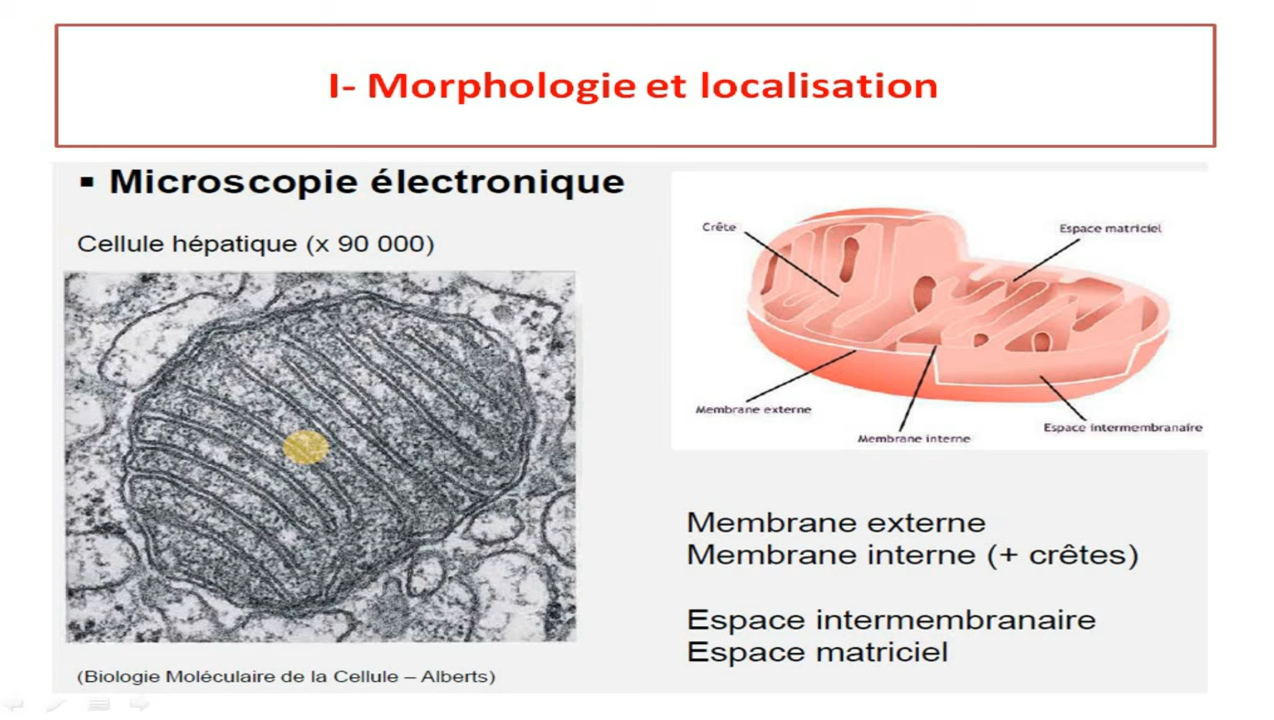 I- Morphologie et localisation
▪ Microscopie électronique
Cellule hépatique (x 90 000)
Crête
Espace matriciel
Membrane externe
Membrane interne
Espace intermembranaire
Membrane externe
Membrane interne (+ crêtes)
Espace intermembranaire
Espace matriciel
(Biologie Moléculaire de la Cellule – Alberts)